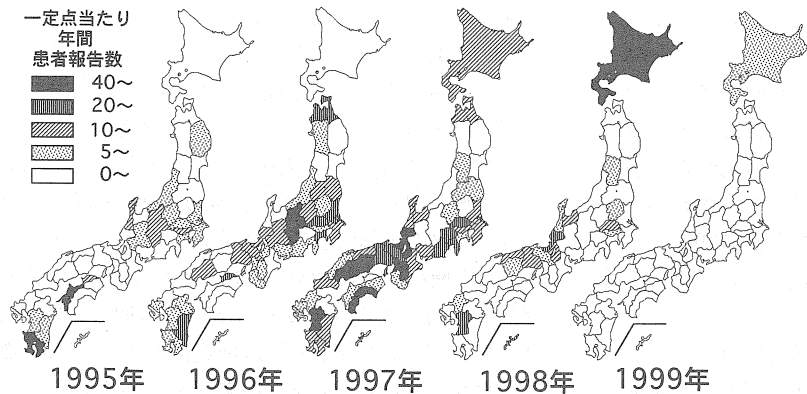 一定点当たり
年間
患者報告数
40～
20～
10～
5～
0～
1995年
1996年
1997年
1998年
1999年